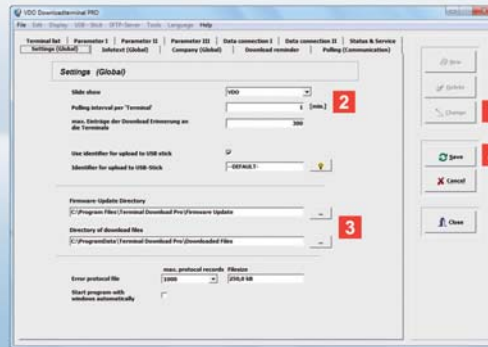 VDO Downloadterminal PRO
File Edit Display USB - Stick SFTP-Server Tools Language Help
Terminal list Parameter I Parameter II Parameter III Data connection I Data connection II Status & Service
Settings (Global) Infotext (Global) Company (Global) Download reminder Polling (Communication)
Settings (Global)
Slide show VDO
Polling interval per 'Terminal' 1 [min.]
2
max. Einträge der Download Erinnerung an die Terminals 300
Use identifier for upload to USB stick
Identifier for upload to USB-Stick --DEFAULT--
Firmware-Update Directory
C:\Program Files\Terminal Download Pro\Firmware Update ...
Directory of download files
3
C:\ProgramData\Terminal Download Pro\Downloaded Files ...
max. protocol records Filesize
Error protocol file 1000 250,0 kB
Start program with
windows automatically
New
Delete
Change
Save
Cancel
Close